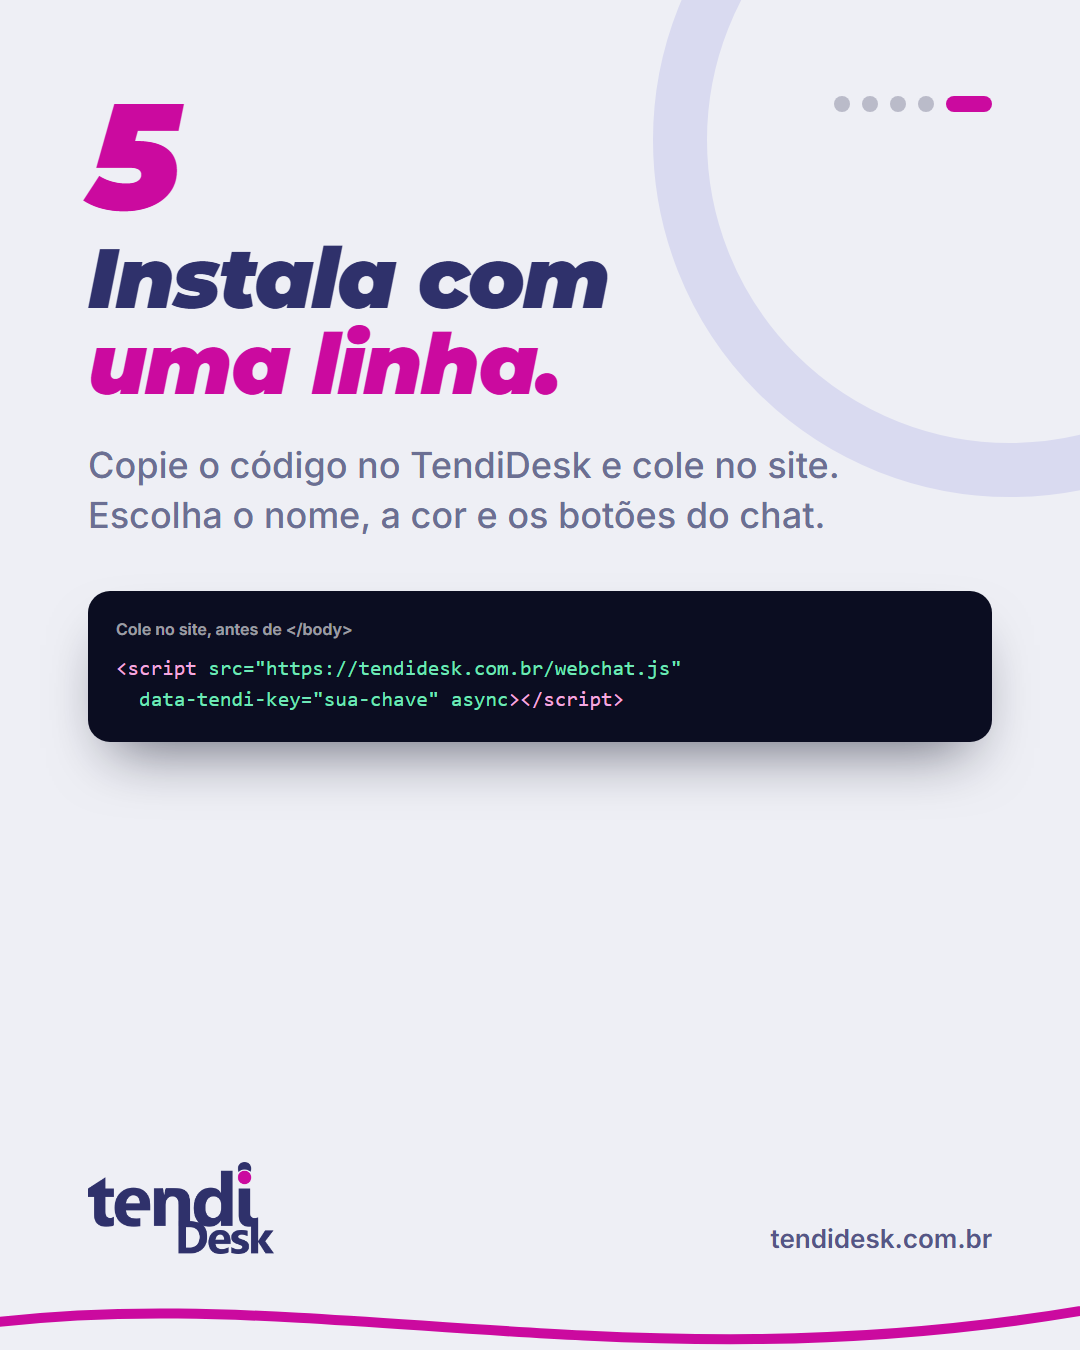 5
Instala com
uma linha.
Copie o código no TendiDesk e cole no site.
Escolha o nome, a cor e os botões do chat.
Cole no site, antes de </body>
<script src="https://tendidesk.com.br/webchat.js"
data-tendi-key="sua-chave" async></script>
tendi
Desk
tendidesk.com.br